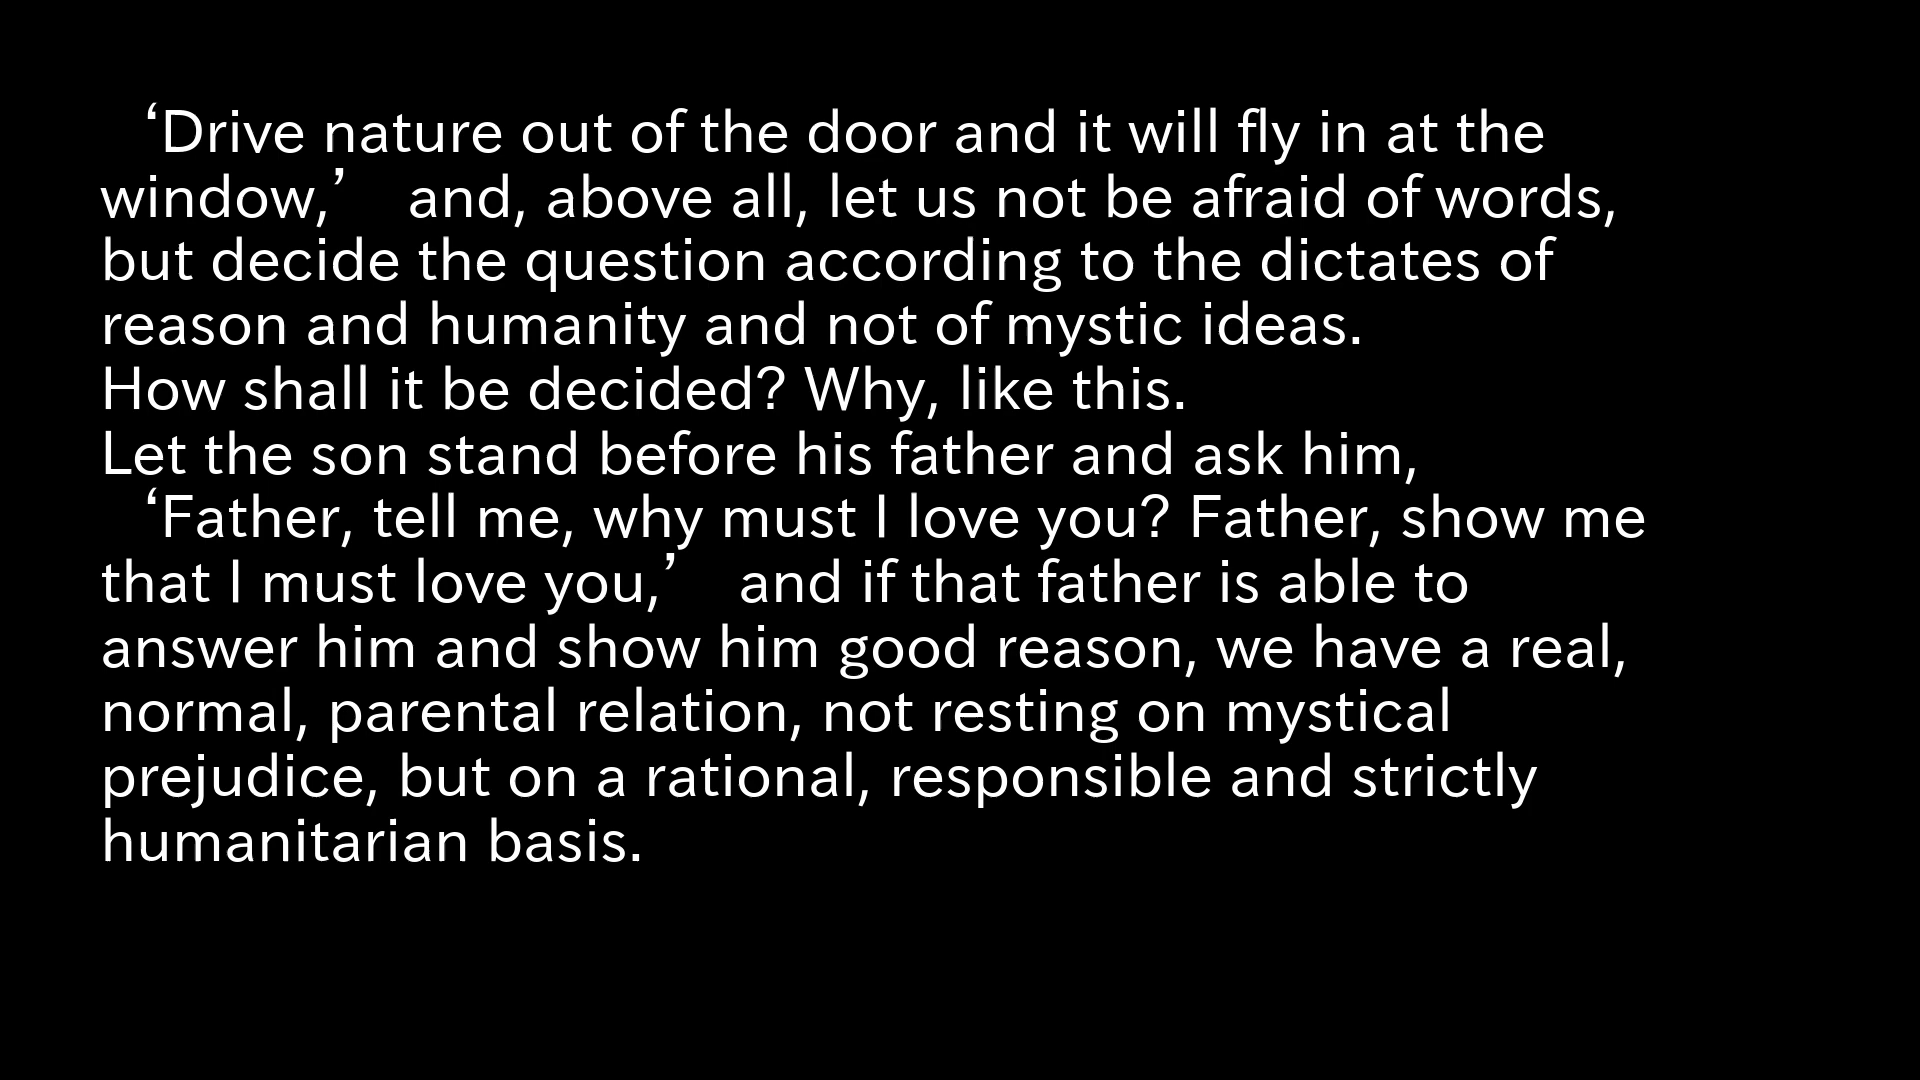 ‘Drive nature out of the door and it will fly in at the
window,’ and, above all, let us not be afraid of words,
but decide the question according to the dictates of
reason and humanity and not of mystic ideas.
How shall it be decided? Why, like this.
Let the son stand before his father and ask him,
‘Father, tell me, why must I love you? Father, show me
that I must love you,’ and if that father is able to
answer him and show him good reason, we have a real,
normal, parental relation, not resting on mystical
prejudice, but on a rational, responsible and strictly
humanitarian basis.